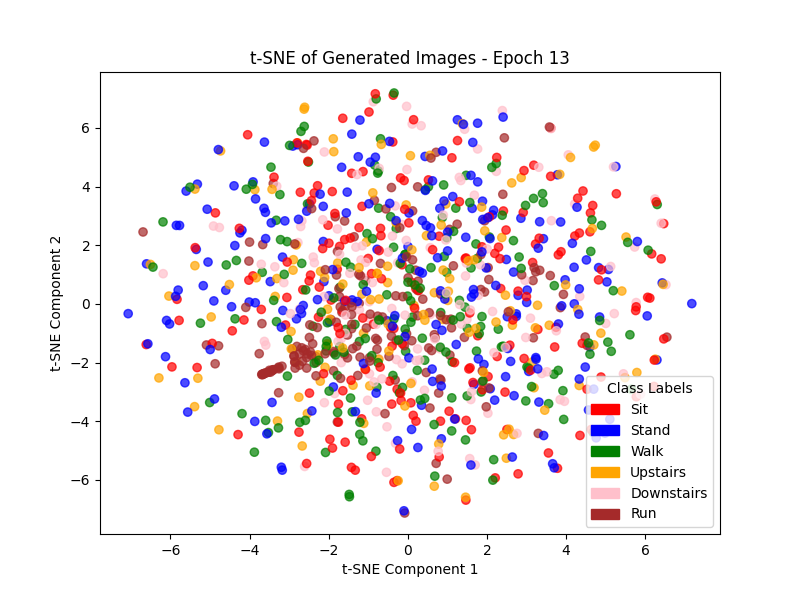 t-SNE of Generated Images - Epoch 13
t-SNE Component 2
6
4
2
0
−2
−4
−6
−6
−4
−2
0
2
4
6
t-SNE Component 1
Class Labels
Sit
Stand
Walk
Upstairs
Downstairs
Run